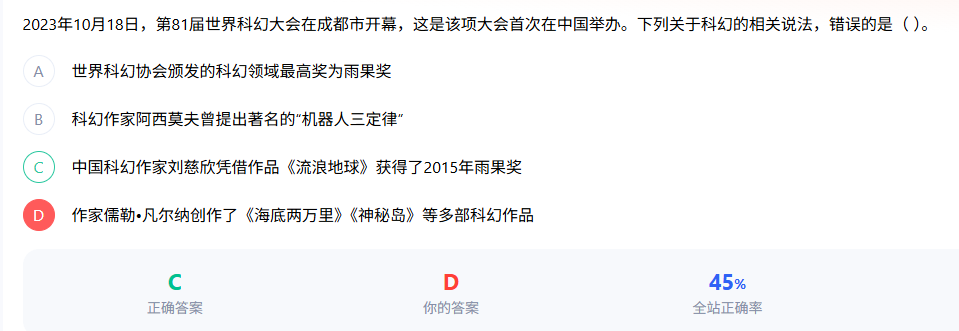 2023年10月18日，第81届世界科幻大会在成都市开幕，这是该项大会首次在中国举办。下列关于科幻的相关说法，错误的是（ ）。
A 世界科幻协会颁发的科幻领域最高奖为雨果奖
B 科幻作家阿西莫夫曾提出著名的“机器人三定律”
C 中国科幻作家刘慈欣凭借作品《流浪地球》获得了2015年雨果奖
D 作家儒勒•凡尔纳创作了《海底两万里》《神秘岛》等多部科幻作品
C D 45%
正确答案 你的答案 全站正确率